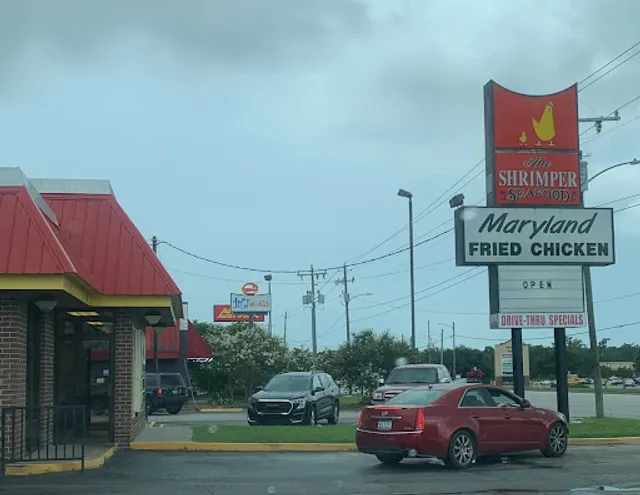 The
SHRIMPER
SEAFOOD
Maryland
FRIED CHICKEN
OPEN
DRIVE-THRU SPECIALS